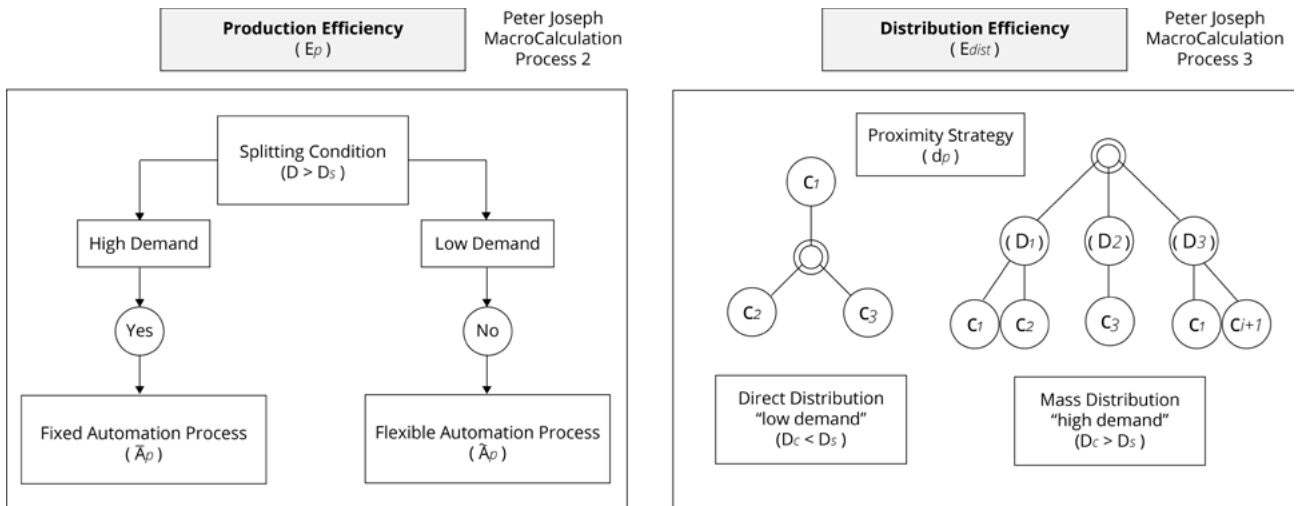 Production Efficiency
( Ep )
Peter Joseph
MacroCalculation
Process 2
Splitting Condition
(D > Ds )
High Demand
Low Demand
Yes
No
Fixed Automation Process
( A̅p )
Flexible Automation Process
( Ãp )
Distribution Efficiency
( Edist )
Peter Joseph
MacroCalculation
Process 3
Proximity Strategy
( dp )
C1
C2
C3
( D1 )
( D2 )
( D3 )
C1
C2
C3
C1
Ci+1
Direct Distribution
“low demand”
(Dc < Ds )
Mass Distribution
“high demand”
(Dc > Ds )